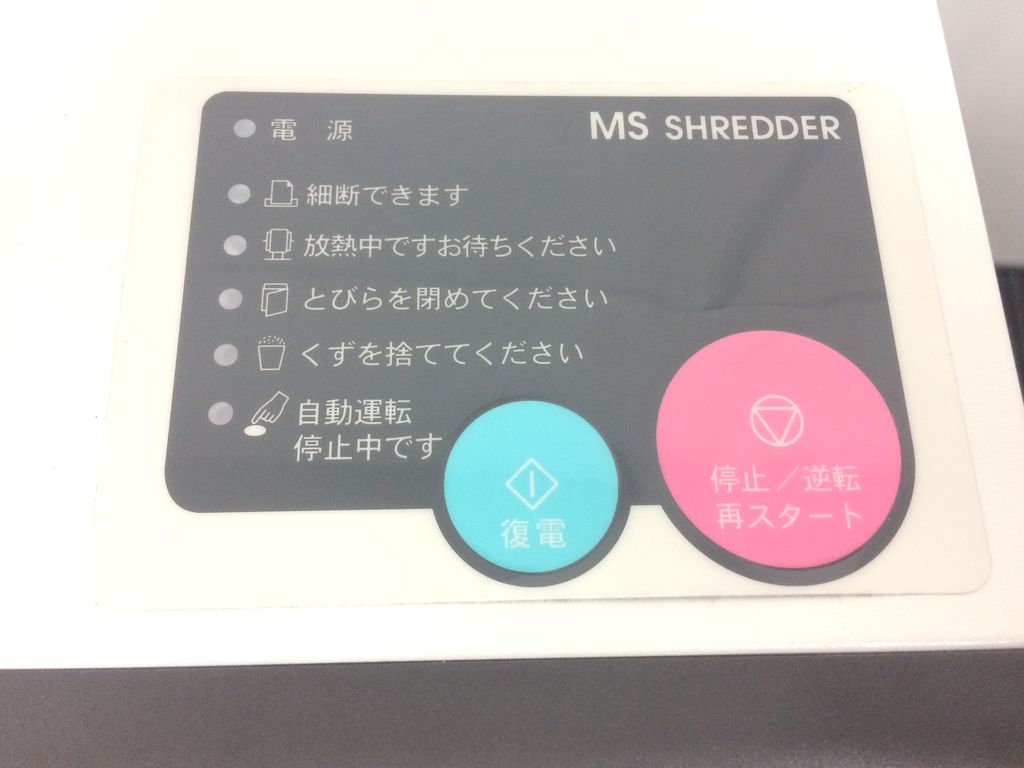 電 源
MS SHREDDER
細断できます
放熱中ですお待ちください
とびらを閉めてください
くずを捨ててください
自動運転
停止中です
復電
停止／逆転
再スタート